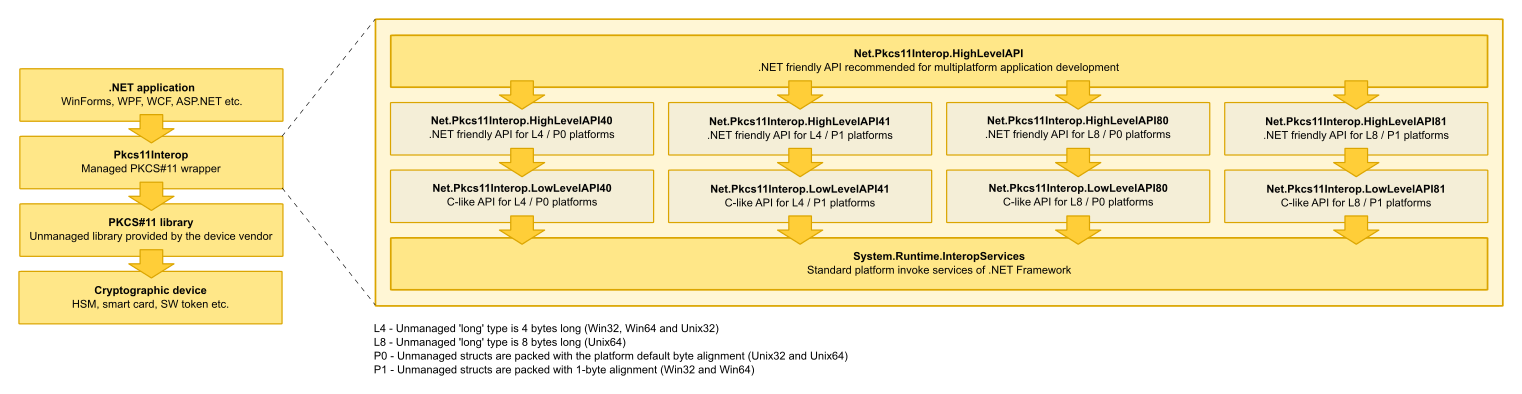 .NET application
WinForms, WPF, WCF, ASP.NET etc.
Pkcs11Interop
Managed PKCS#11 wrapper
PKCS#11 library
Unmanaged library provided by the device vendor
Cryptographic device
HSM, smart card, SW token etc.
Net.Pkcs11Interop.HighLevelAPI
.NET friendly API recommended for multiplatform application development
Net.Pkcs11Interop.HighLevelAPI40
.NET friendly API for L4 / P0 platforms
Net.Pkcs11Interop.HighLevelAPI41
.NET friendly API for L4 / P1 platforms
Net.Pkcs11Interop.HighLevelAPI80
.NET friendly API for L8 / P0 platforms
Net.Pkcs11Interop.HighLevelAPI81
.NET friendly API for L8 / P1 platforms
Net.Pkcs11Interop.LowLevelAPI40
C-like API for L4 / P0 platforms
Net.Pkcs11Interop.LowLevelAPI41
C-like API for L4 / P1 platforms
Net.Pkcs11Interop.LowLevelAPI80
C-like API for L8 / P0 platforms
Net.Pkcs11Interop.LowLevelAPI81
C-like API for L8 / P1 platforms
System.Runtime.InteropServices
Standard platform invoke services of .NET Framework
L4 - Unmanaged 'long' type is 4 bytes long (Win32, Win64 and Unix32)
L8 - Unmanaged 'long' type is 8 bytes long (Unix64)
P0 - Unmanaged structs are packed with the platform default byte alignment (Unix32 and Unix64)
P1 - Unmanaged structs are packed with 1-byte alignment (Win32 and Win64)